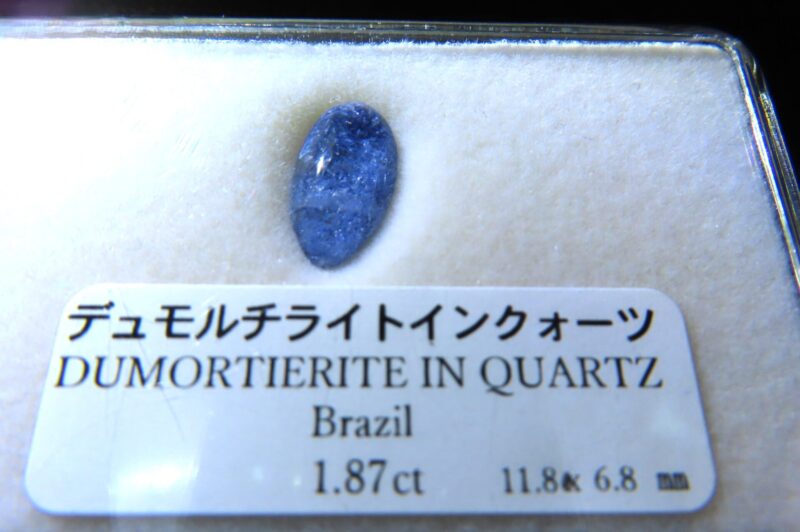 デュモルチライトインクォーツ
DUMORTIERITE IN QUARTZ
Brazil
1.87ct 11.8x 6.8 mm